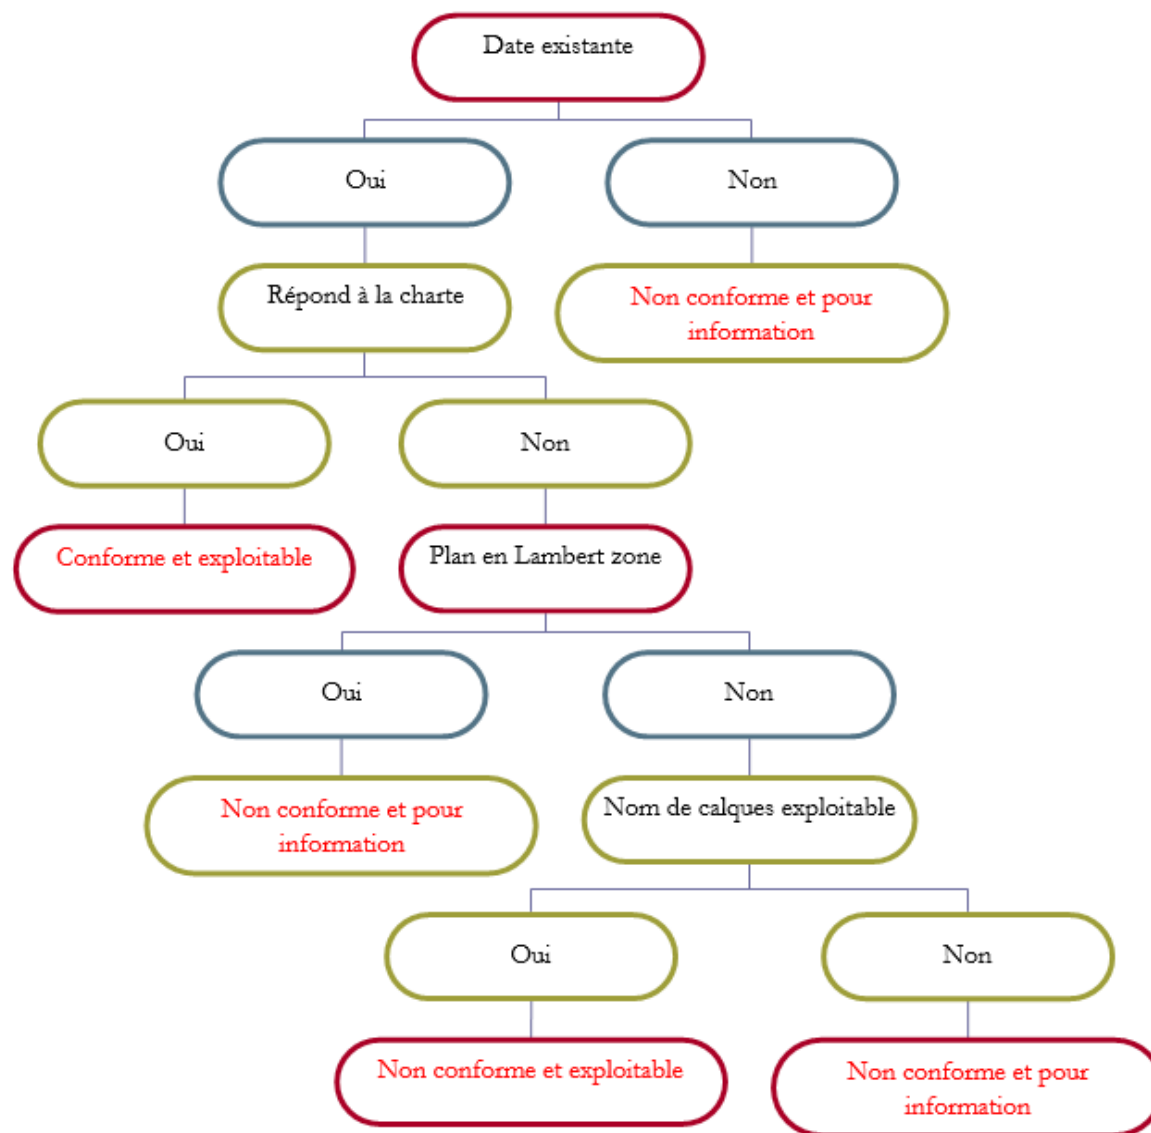 Date existante
Oui
Non
Répond à la charte
Non conforme et pour
information
Oui
Non
Conforme et exploitable
Plan en Lambert zone
Oui
Non
Non conforme et pour
information
Nom de calques exploitable
Oui
Non
Non conforme et exploitable
Non conforme et pour
information